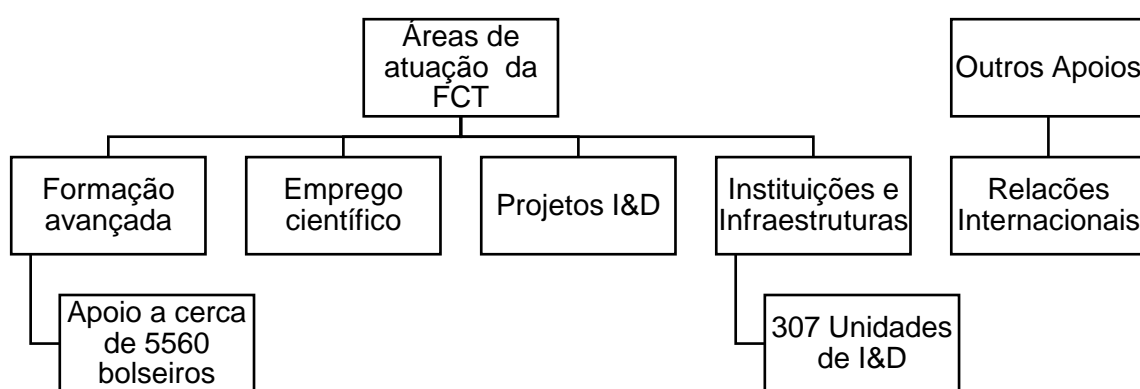 Áreas de
atuação da
FCT
Outros Apoios
Formação
avançada
Emprego
científico
Projetos I&D
Instituições e
Infraestruturas
Relacões
Internacionais
Apoio a cerca
de 5560
bolseiros
307 Unidades
de I&D